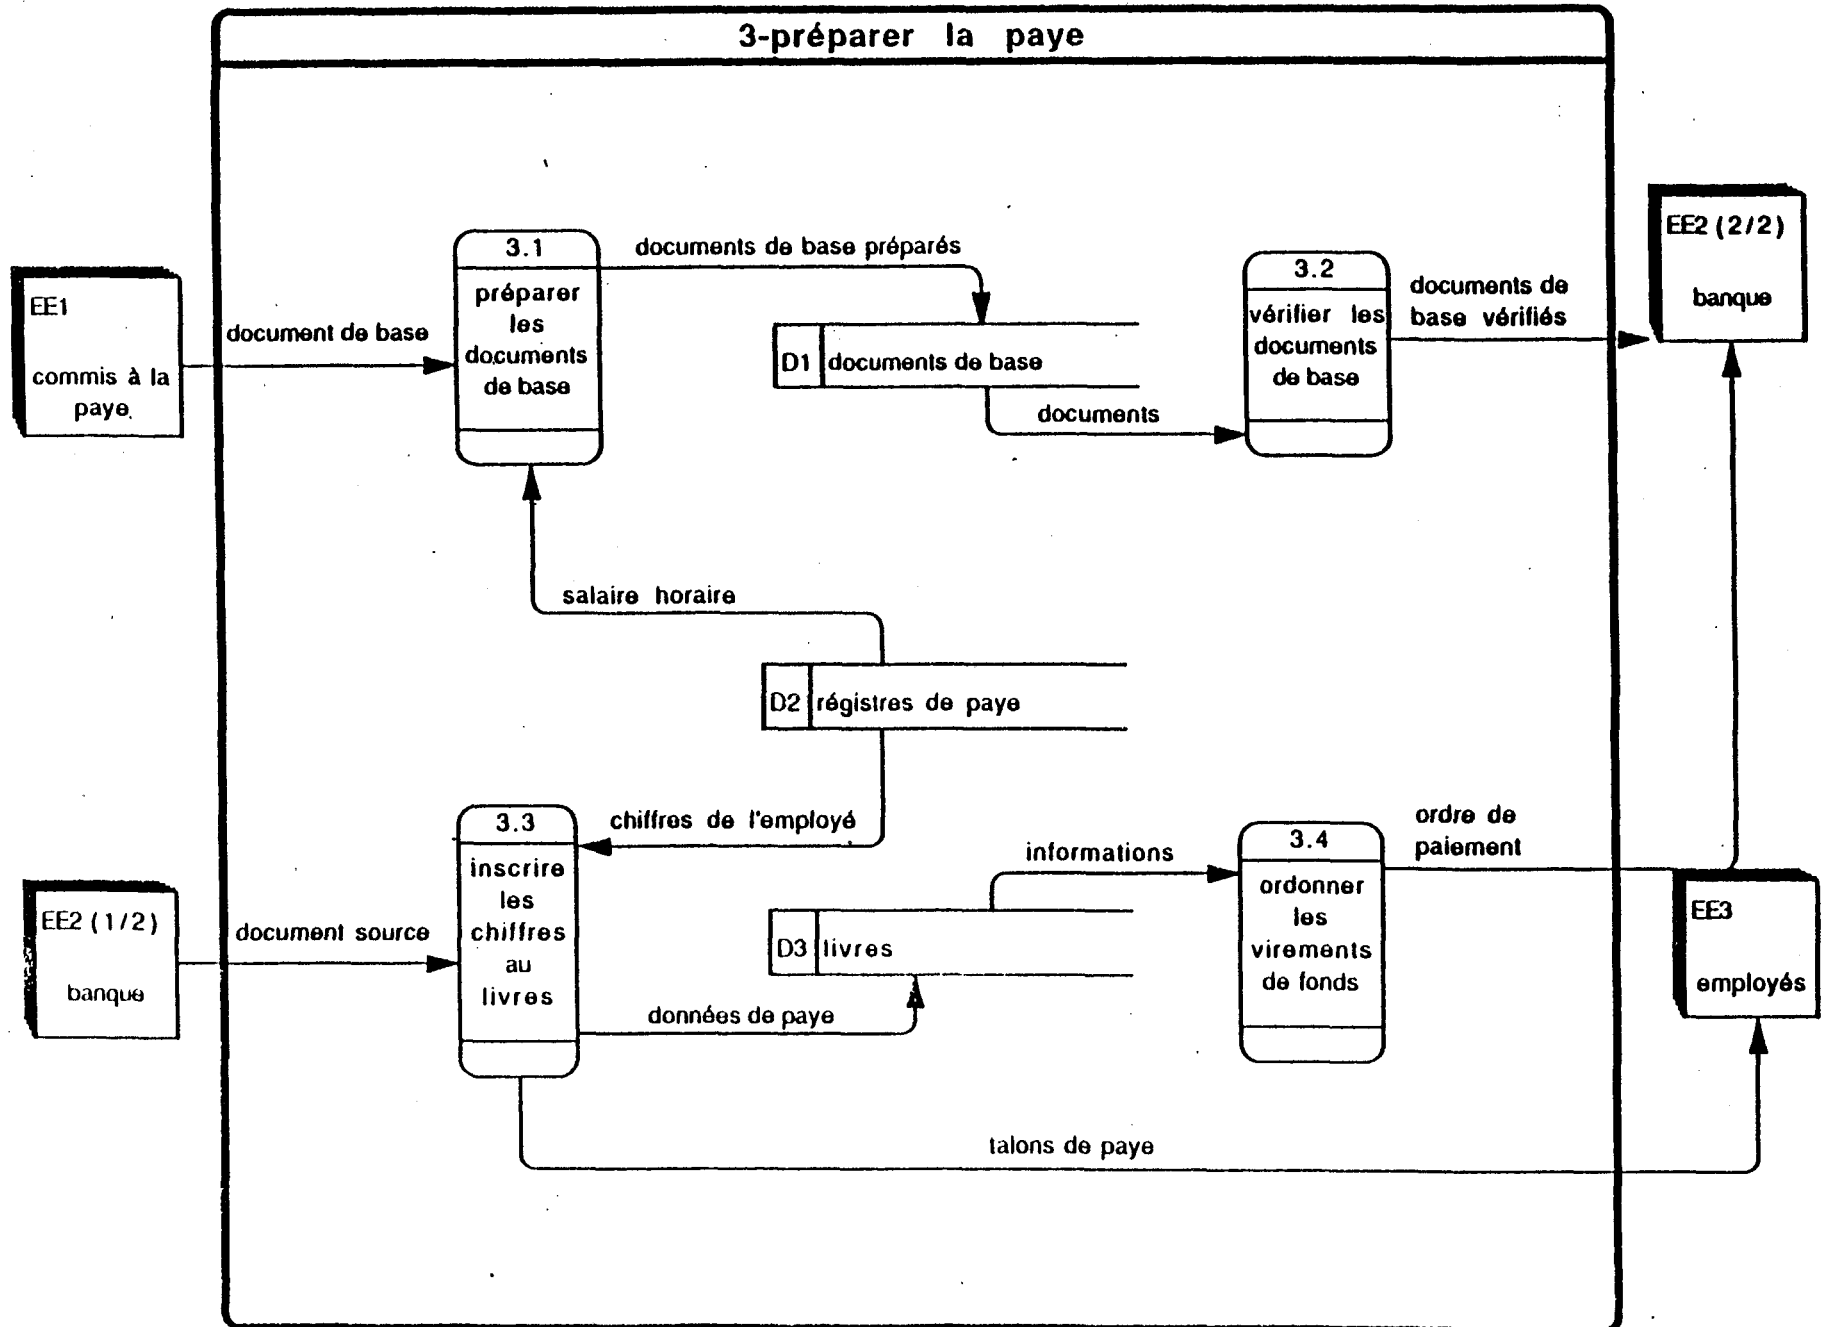 3-préparer la paye
EE1
commis à la
paye
document de base
3.1
préparer
les
documents
de base
documents de base préparés
D1 documents de base
documents
3.2
vérifier les
documents
de base
documents de
base vérifiés
EE2 (2/2)
banque
salaire horaire
D2 régistres de paye
chiffres de l'employé
EE2 (1/2)
banque
document source
3.3
inscrire
les
chiffres
au
livres
données de paye
D3 livres
informations
3.4
ordonner
les
virements
de fonds
ordre de
paiement
EE3
employés
talons de paye